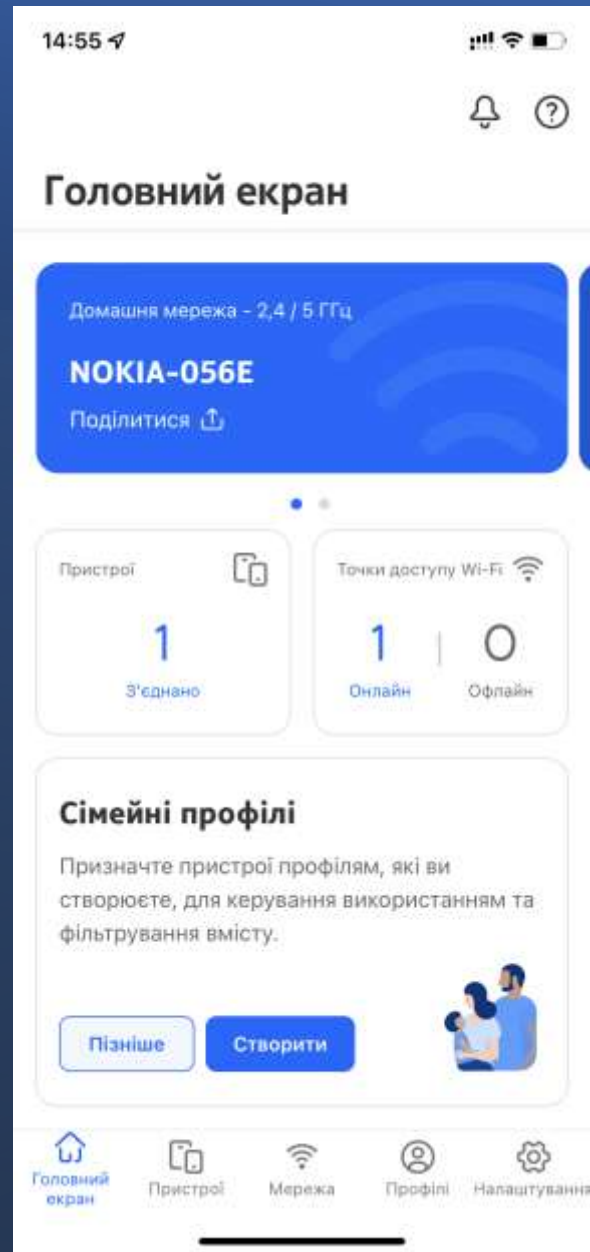 14:55
Головний екран
Домашня мережа - 2,4 / 5 ГГц
NOKIA-056E
Поділитися
Пристрої
1
З'єднано
Точки доступу Wi-Fi
1 | 0
Онлайн Офлайн
Сімейні профілі
Призначте пристрої профілям, які ви
створюєте, для керування використанням та
фільтрування вмісту.
Пізніше Створити
Головний
екран
Пристрої
Мережа
Профілі
Налаштування